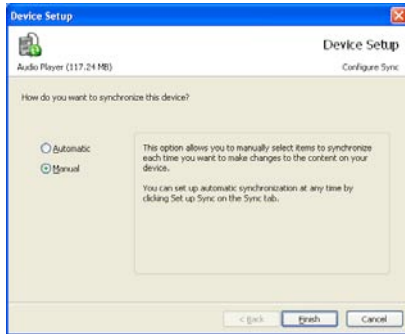 Device Setup
Device Setup
Audio Player (117.24 MB)
Configure Sync
How do you want to synchronize this device?
Automatic
Manual
This option allows you to manually select items to synchronize
each time you want to make changes to the content on your
device.
You can set up automatic synchronization at any time by
clicking Set up Sync on the Sync tab.
< Back
Finish
Cancel